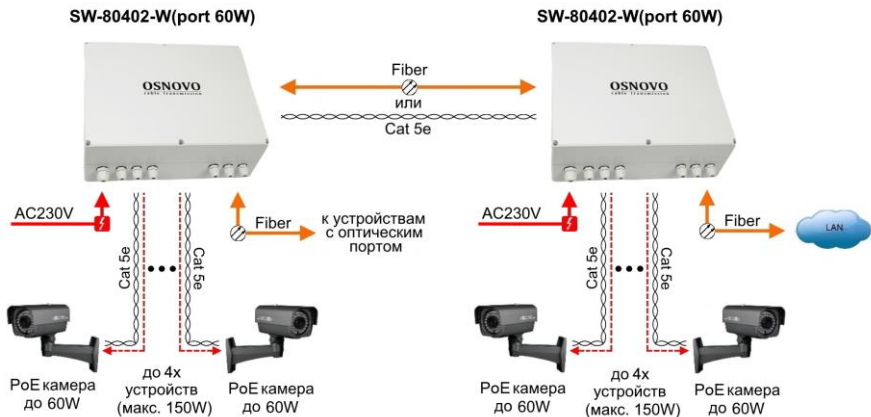 SW-80402-W(port 60W)
SW-80402-W(port 60W)
OSNOVO
cable transmission
OSNOVO
cable transmission
Fiber
или
Cat 5e
AC230V
Cat 5e
Cat 5e
Fiber
к устройствам
с оптическим
портом
AC230V
Cat 5e
Cat 5e
Fiber
LAN
PoE камера
до 60W
до 4x
устройств
(макс. 150W)
PoE камера
до 60W
PoE камера
до 60W
до 4x
устройств
(макс. 150W)
PoE камера
до 60W